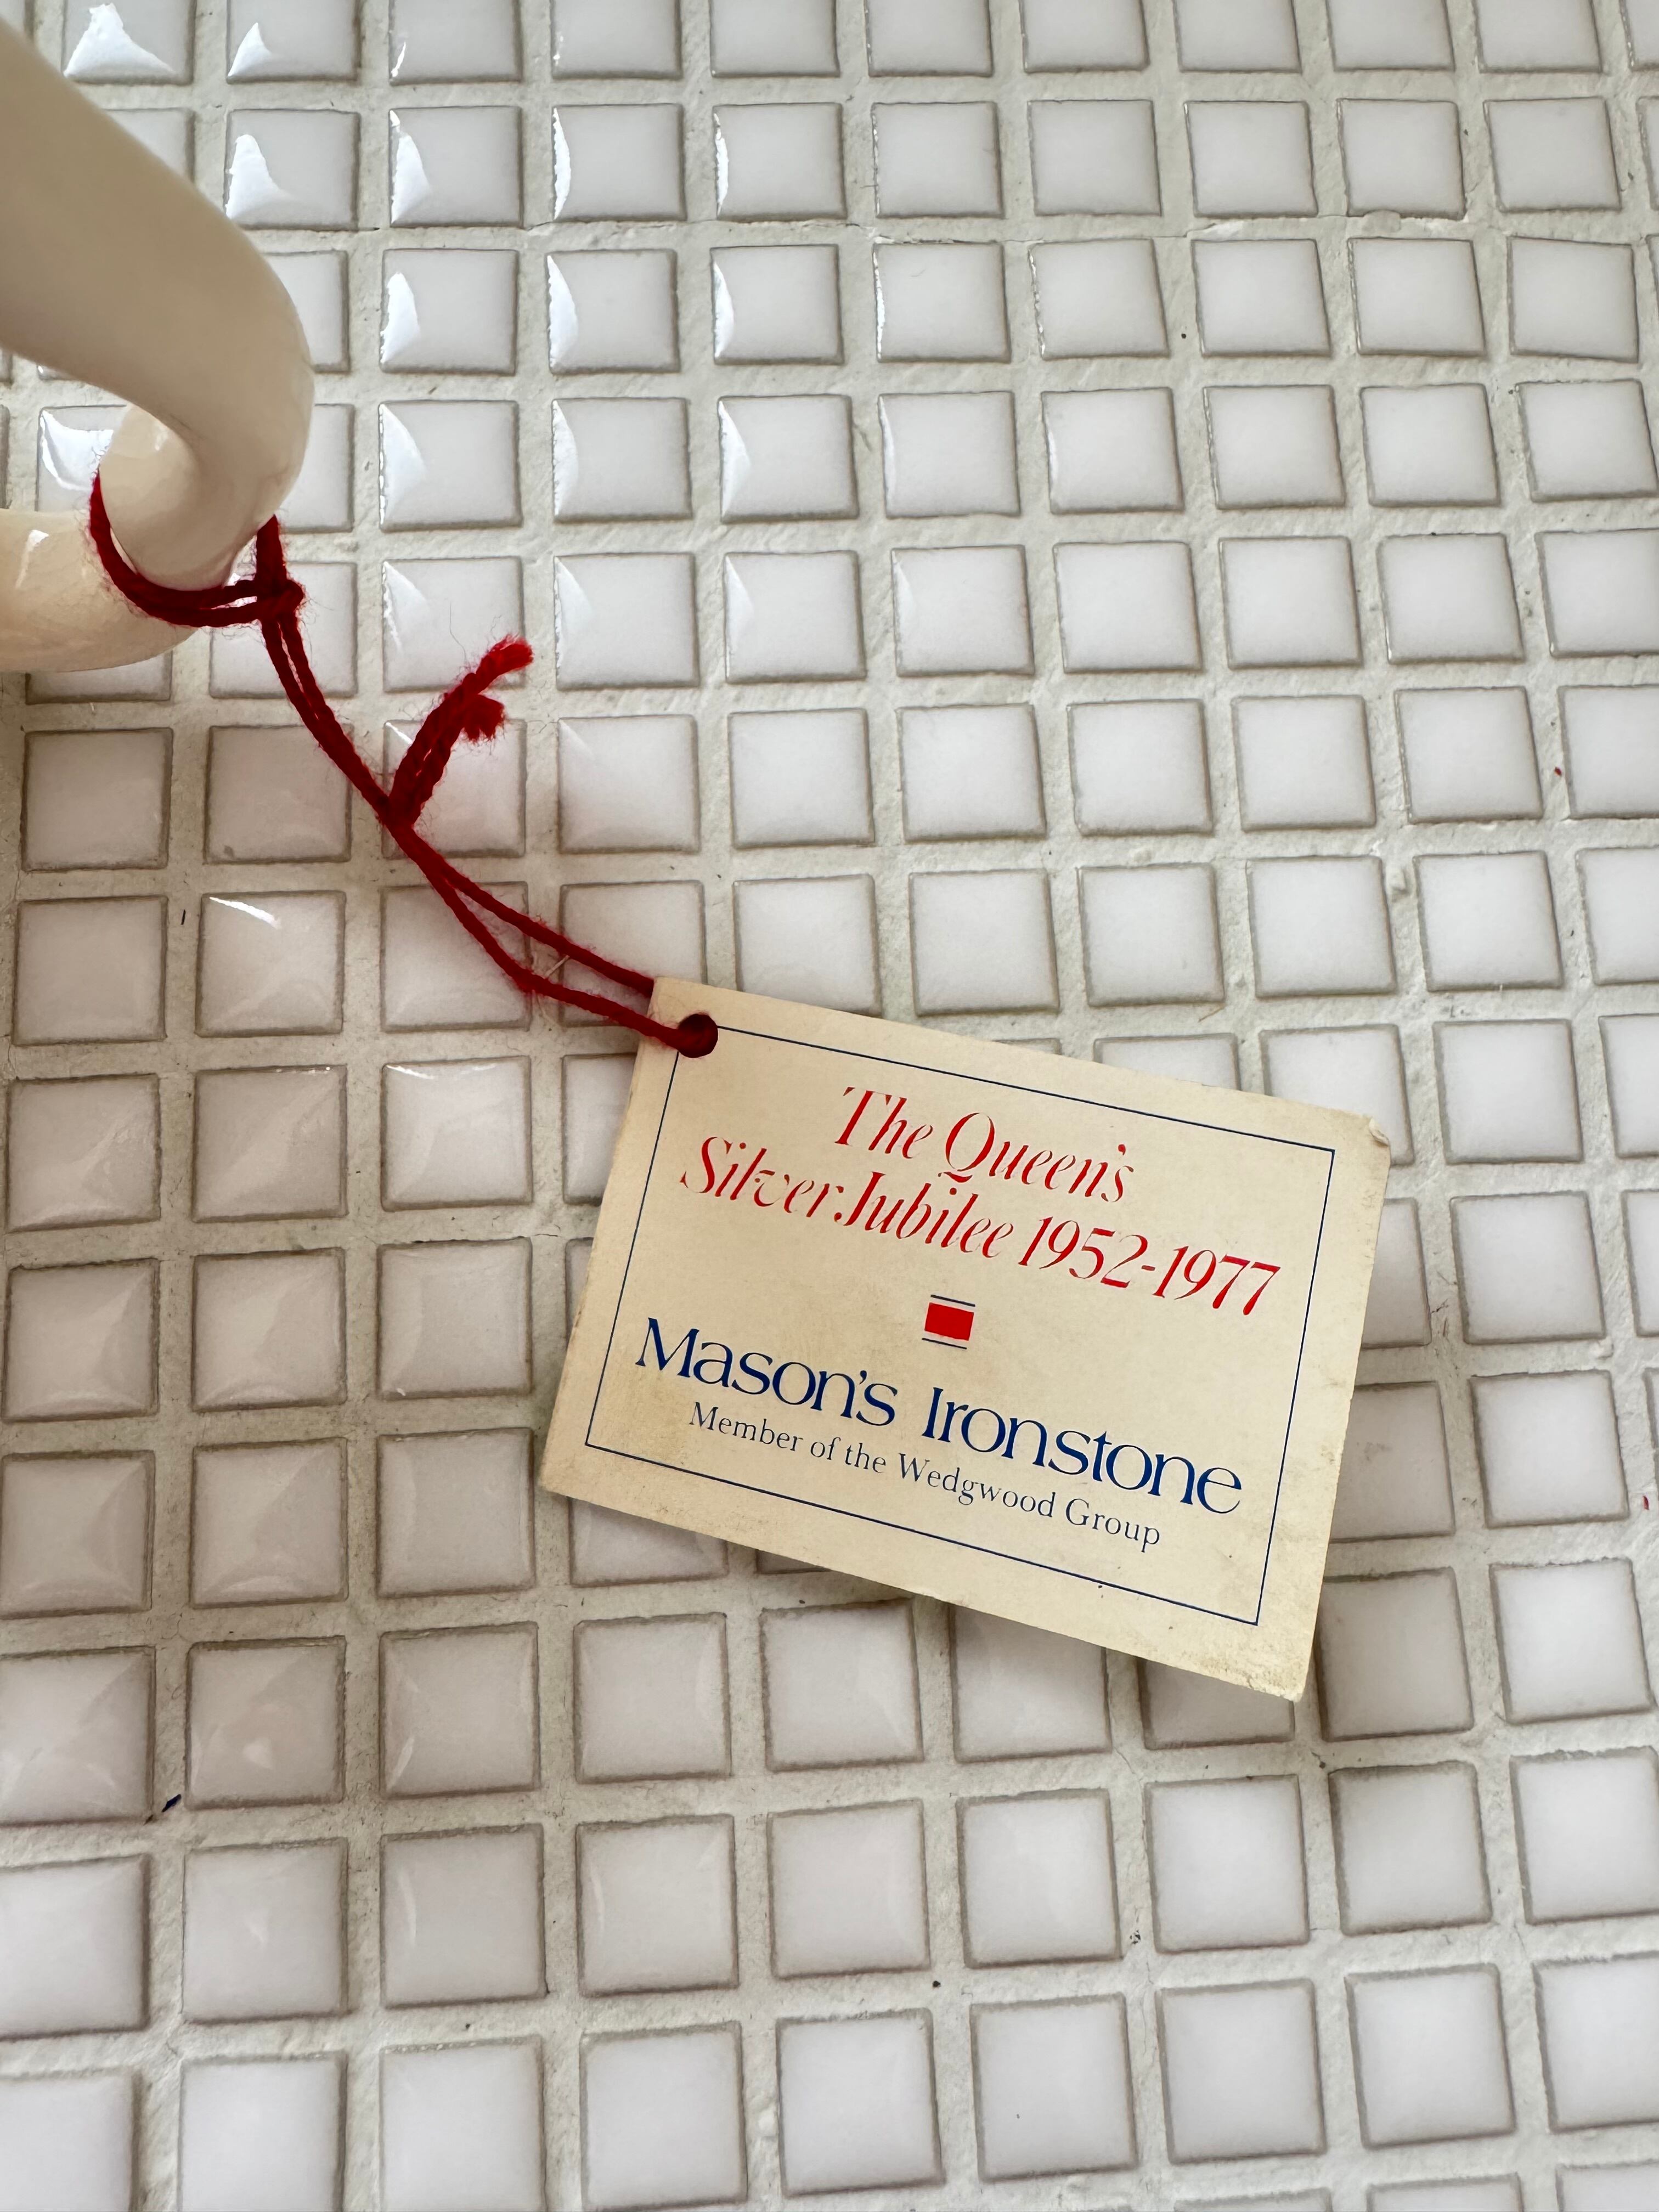 The Queen's
Silver Jubilee 1952-1977
Mason's Ironstone
Member of the Wedgwood Group